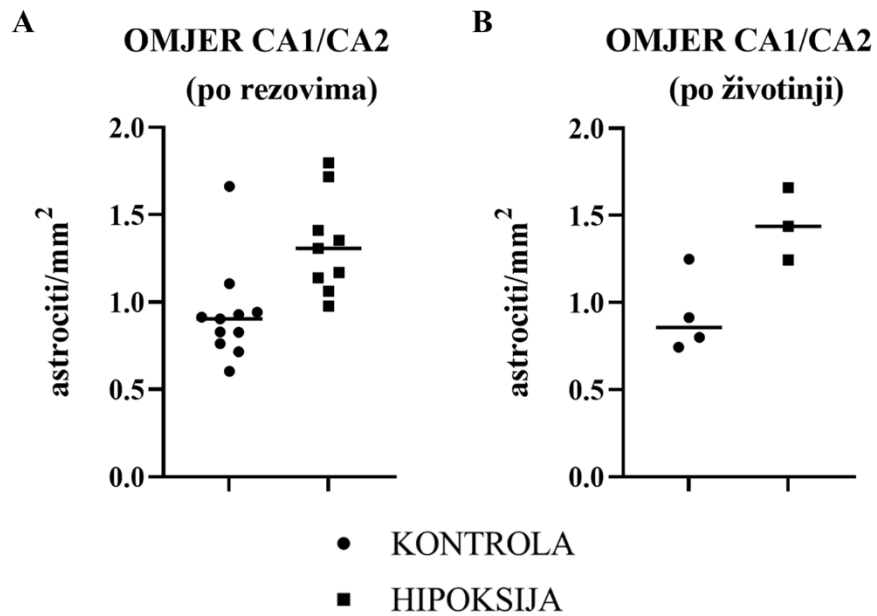 A
OMJER CA1/CA2
(po rezovima)
astrociti/mm²
2.0
1.5
1.0
0.5
0.0
B
OMJER CA1/CA2
(po životinji)
astrociti/mm²
2.0
1.5
1.0
0.5
0.0
KONTROLA
HIPOKSIJA